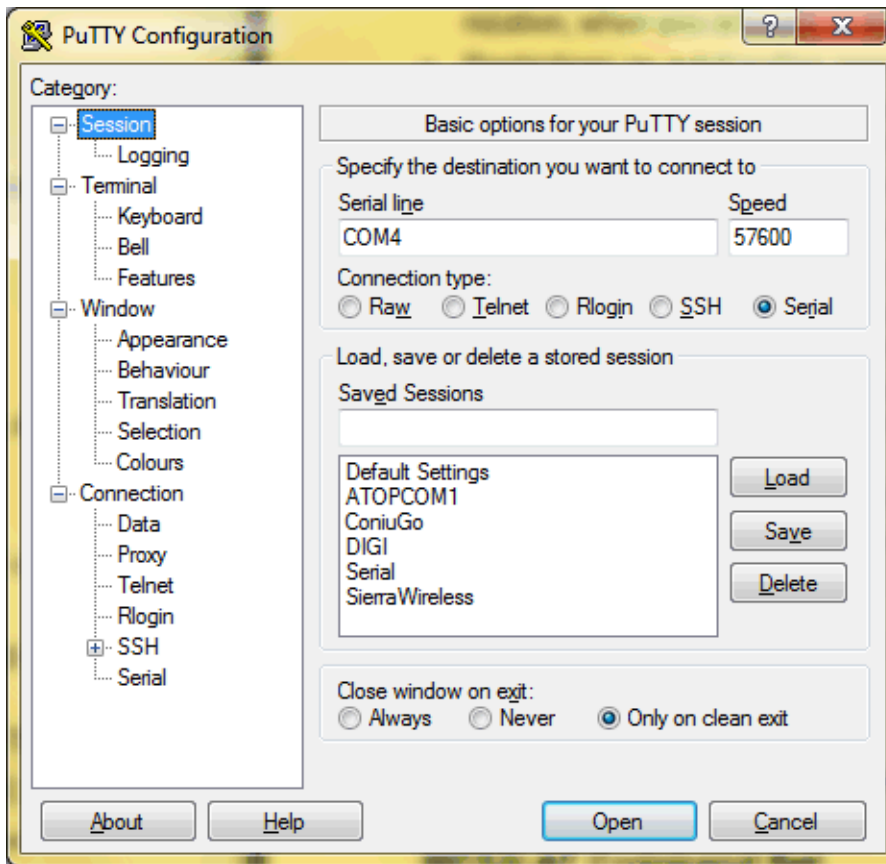 PuTTY Configuration
Category:
Session
Logging
Terminal
Keyboard
Bell
Features
Window
Appearance
Behaviour
Translation
Selection
Colours
Connection
Data
Proxy
Telnet
Rlogin
SSH
Serial
Basic options for your PuTTY session
Specify the destination you want to connect to
Serial line Speed
COM4 57600
Connection type:
Raw Telnet Rlogin SSH Serial
Load, save or delete a stored session
Saved Sessions
Default Settings
ATOPCOM1
ConiuGo
DIGI
Serial
SierraWireless
Load
Save
Delete
Close window on exit:
Always Never Only on clean exit
About Help Open Cancel